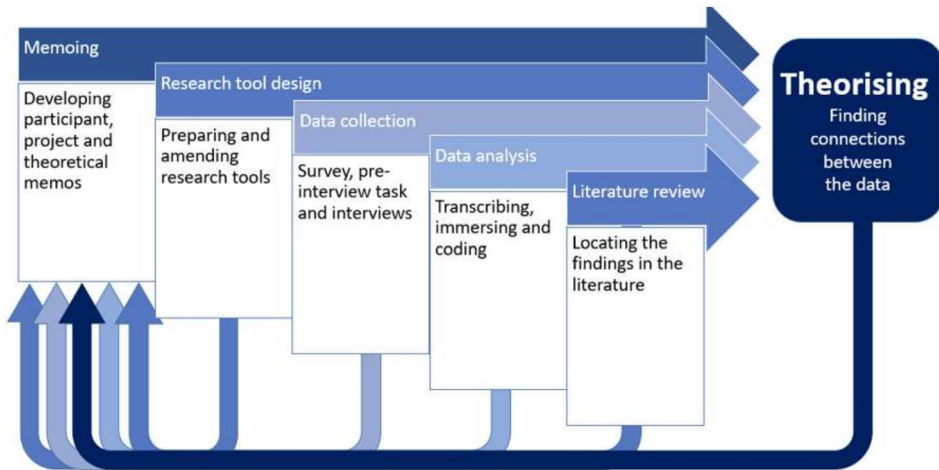 Memoing
Developing
participant,
project and
theoretical
memos
Research tool design
Preparing and
amending
research tools
Data collection
Survey, pre-
interview task
and interviews
Data analysis
Transcribing,
immersing and
coding
Literature review
Locating the
findings in the
literature
Theorising
Finding
connections
between
the data